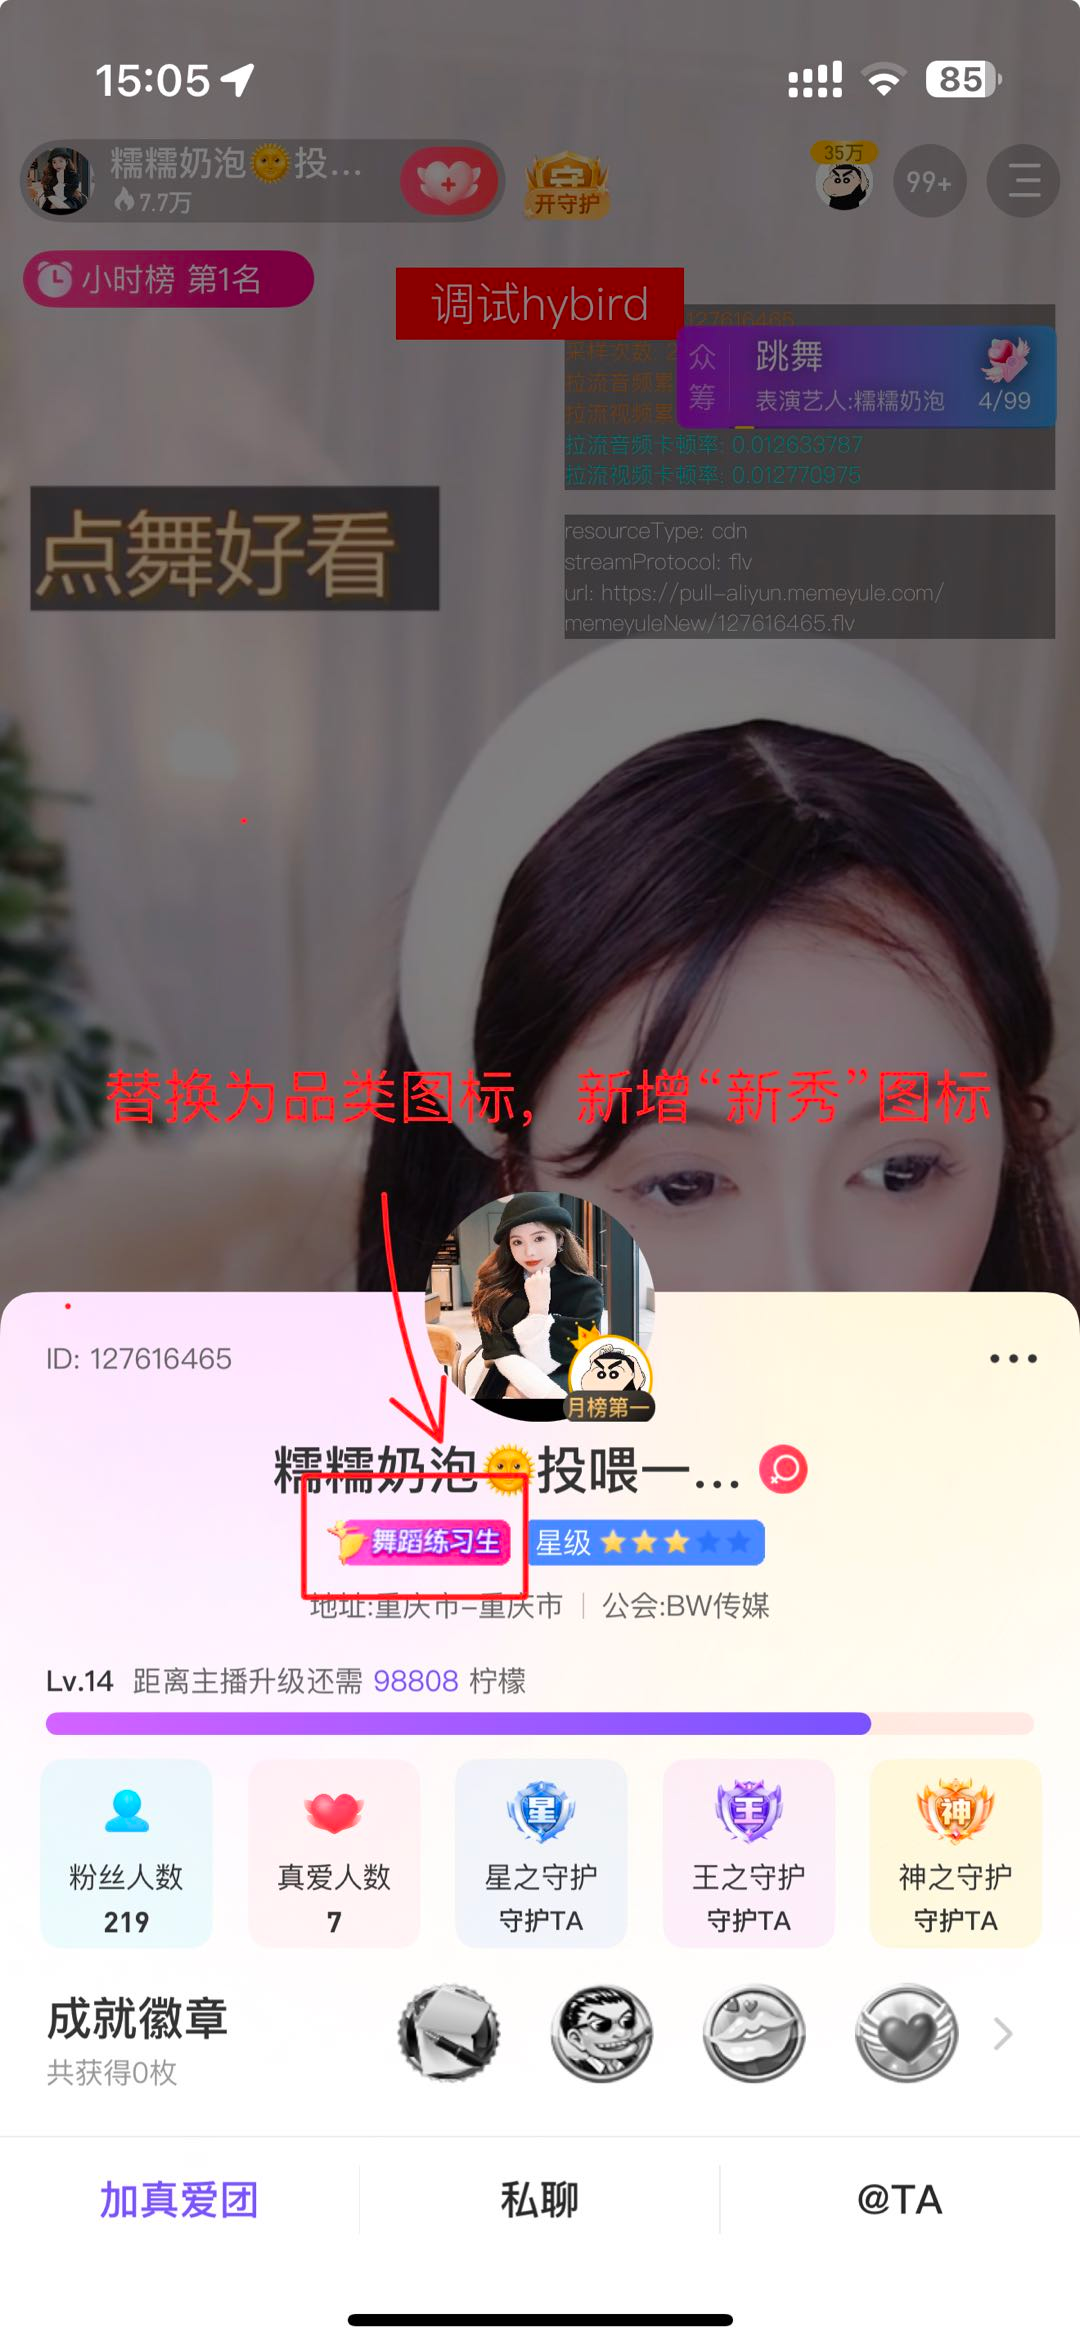 15:05
85
糯糯奶泡🌞投...
7.7万
开守护
35万
99+
小时榜 第1名
调试hybird
127616465
采样次数: 2
拉流音频累
拉流视频累
众筹
跳舞
表演艺人:糯糯奶泡
4/99
拉流音频卡顿率: 0.012633787
拉流视频卡顿率: 0.012770975
点舞好看
resourceType: cdn
streamProtocol: flv
url: https://pull-aliyun.memeyule.com/
memeyuleNew/127616465.flv
替换为品类图标，新增“新秀”图标
ID: 127616465
月榜第一
糯糯奶泡🌞投喂一...
舞蹈练习生
星级
地址:重庆市-重庆市 | 公会:BW传媒
Lv.14 距离主播升级还需 98808 柠檬
星
王
神
粉丝人数
真爱人数
星之守护
王之守护
神之守护
219
7
守护TA
守护TA
守护TA
成就徽章
共获得0枚
加真爱团
私聊
@TA